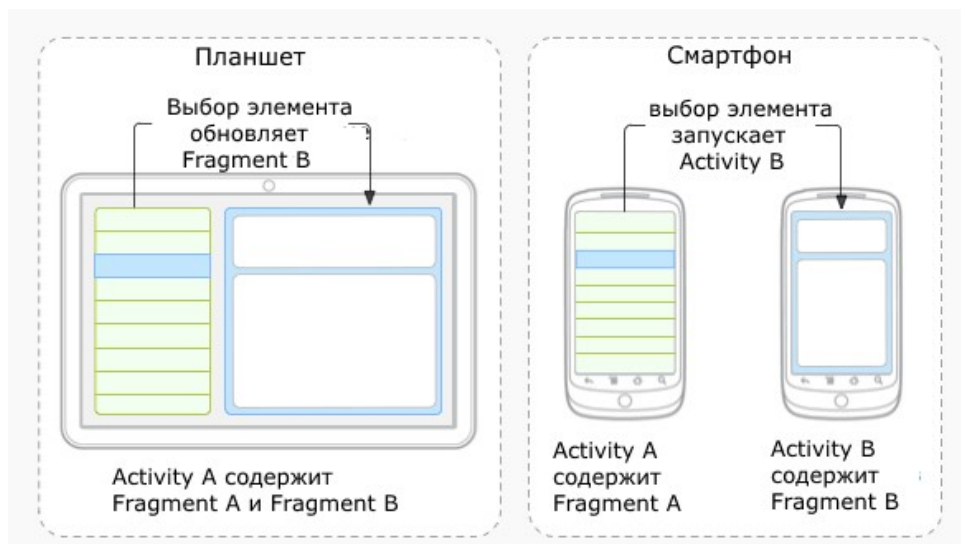 Планшет
Выбор элемента
обновляет
Fragment B
Activity A содержит
Fragment A и Fragment B
Смартфон
выбор элемента
запускает
Activity B
Activity A
содержит
Fragment A
Activity B
содержит
Fragment B